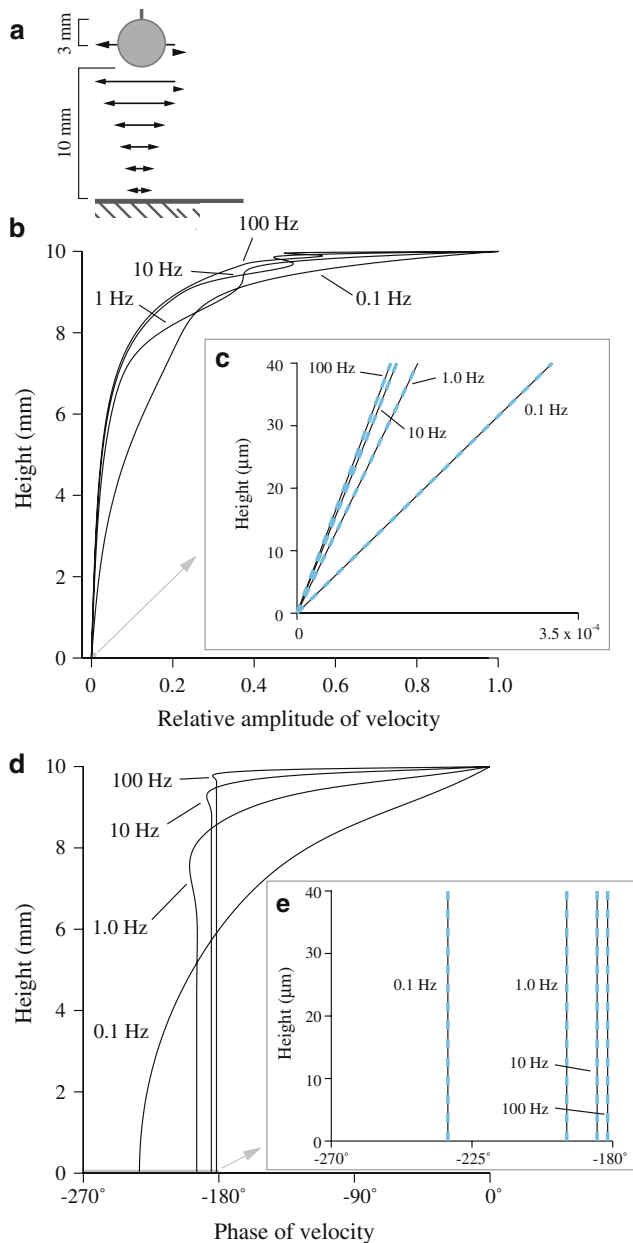 a
3 mm
10 mm
b
100 Hz
10 Hz
1 Hz
0.1 Hz
10
8
6
4
2
0
Height (mm)
0
0.2
0.4
0.6
0.8
1.0
Relative amplitude of velocity
c
40
30
20
10
0
Height (µm)
100 Hz
1.0 Hz
10 Hz
0.1 Hz
0
3.5 x 10⁻⁴
d
10
8
6
4
2
0
Height (mm)
100 Hz
10 Hz
1.0 Hz
0.1 Hz
-270˚
-180˚
-90˚
0˚
Phase of velocity
e
40
30
20
10
0
Height (µm)
0.1 Hz
1.0 Hz
10 Hz
100 Hz
-270˚
-225˚
-180˚